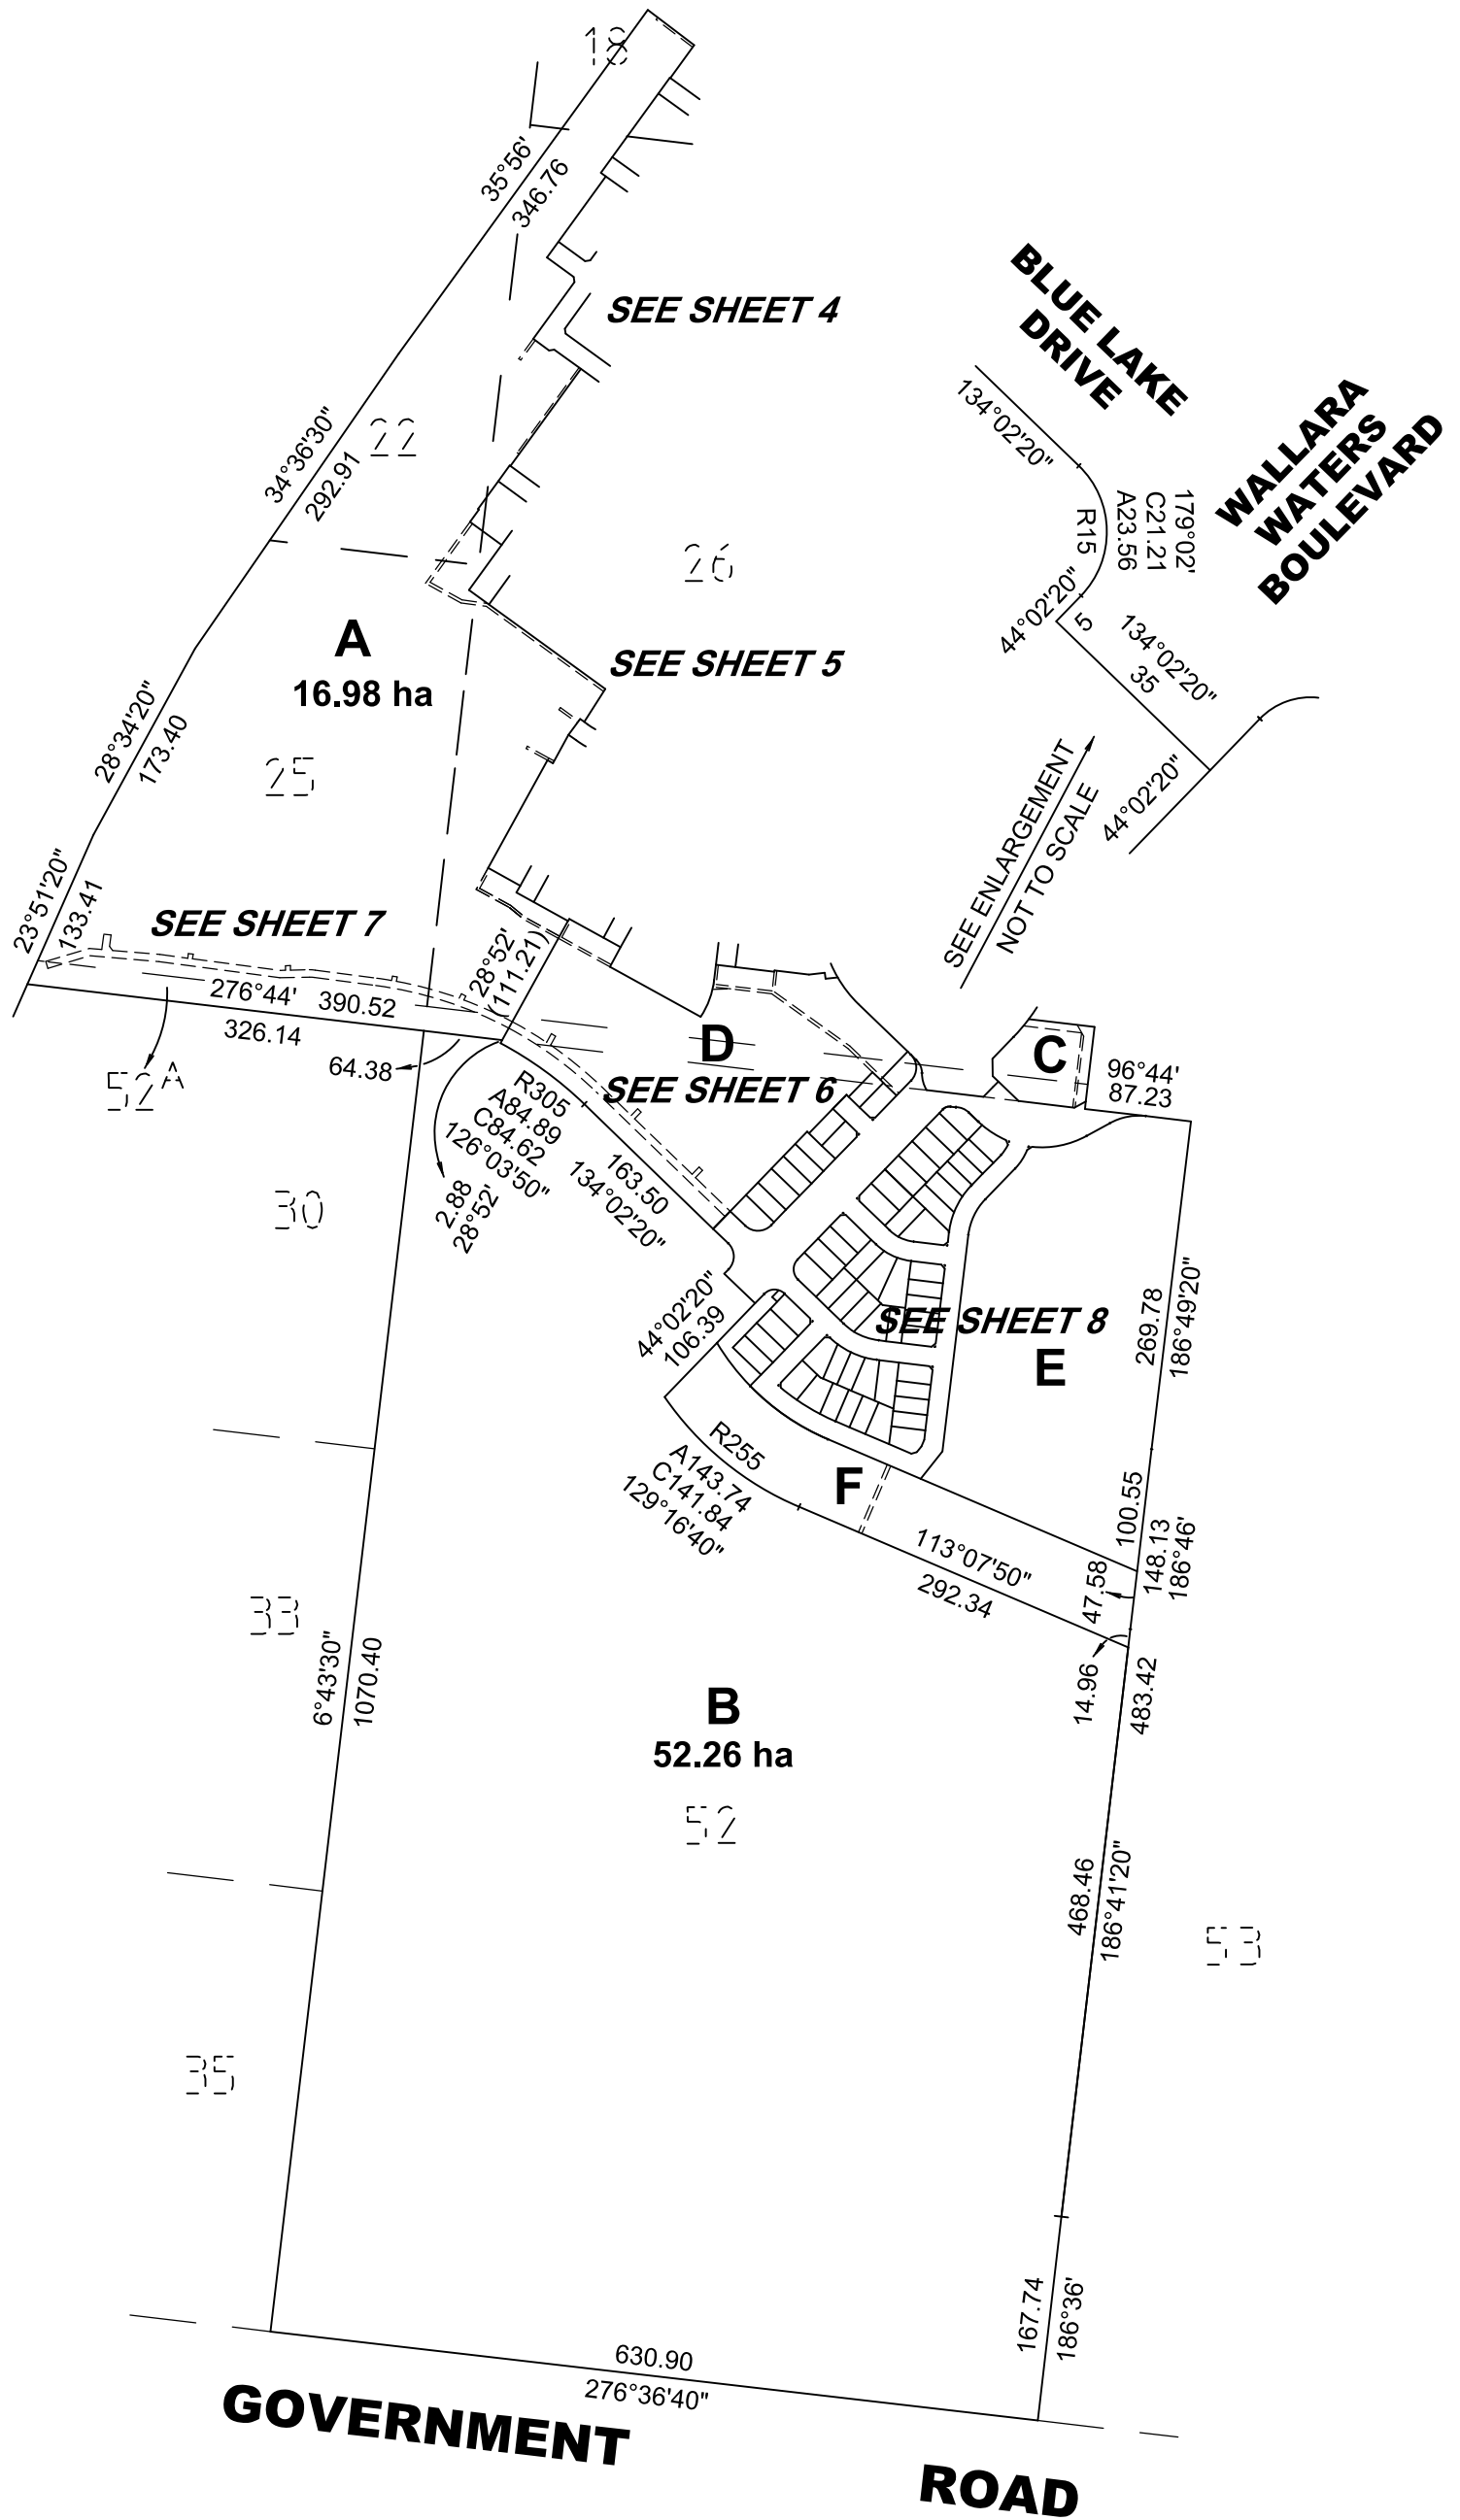 18
35°56'
346.76
SEE SHEET 4
BLUE LAKE
DRIVE
WALLARA
WATERS
BOULEVARD
134°02'20"
R15
A23.56
C21.21
179°02'
44°02'20"
5
134°02'20"
35
44°02'20"
SEE ENLARGEMENT
NOT TO SCALE
34°36'30"
292.91
22
26
A
16.98 ha
SEE SHEET 5
28°34'20"
173.40
25
23°51'20"
133.41
SEE SHEET 7
276°44' 390.52
326.14
28°52'
(111.21)
52A
64.38
D
SEE SHEET 6
C
96°44'
87.23
R305
A84.89
C84.62
126°03'50"
163.50
134°02'20"
2.88
28°52'
30
44°02'20"
106.39
SEE SHEET 8
E
269.78
186°49'20"
R255
A143.74
C141.84
129°16'40"
F
113°07'50"
292.34
100.55
148.13
186°46'
47.58
14.96
483.42
33
6°43'30"
1070.40
B
52.26 ha
52
468.46
186°41'20"
53
35
167.74
186°36'
630.90
276°36'40"
GOVERNMENT
ROAD